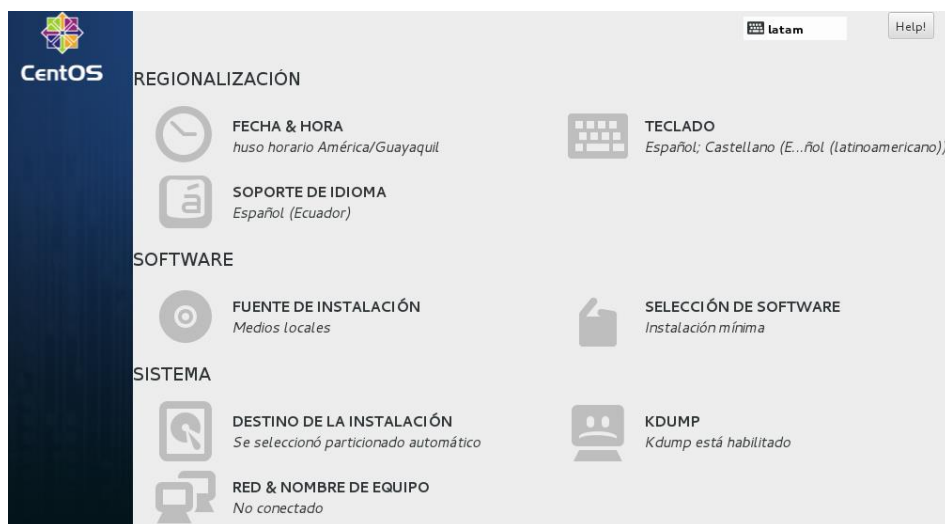 latam
Help!
CentOS
REGIONALIZACIÓN
FECHA & HORA
huso horario América/Guayaquil
TECLADO
Español; Castellano (E...ñol (latinoamericano))
SOPORTE DE IDIOMA
Español (Ecuador)
SOFTWARE
FUENTE DE INSTALACIÓN
Medios locales
SELECCIÓN DE SOFTWARE
Instalación mínima
SISTEMA
DESTINO DE LA INSTALACIÓN
Se seleccionó particionado automático
KDUMP
Kdump está habilitado
RED & NOMBRE DE EQUIPO
No conectado